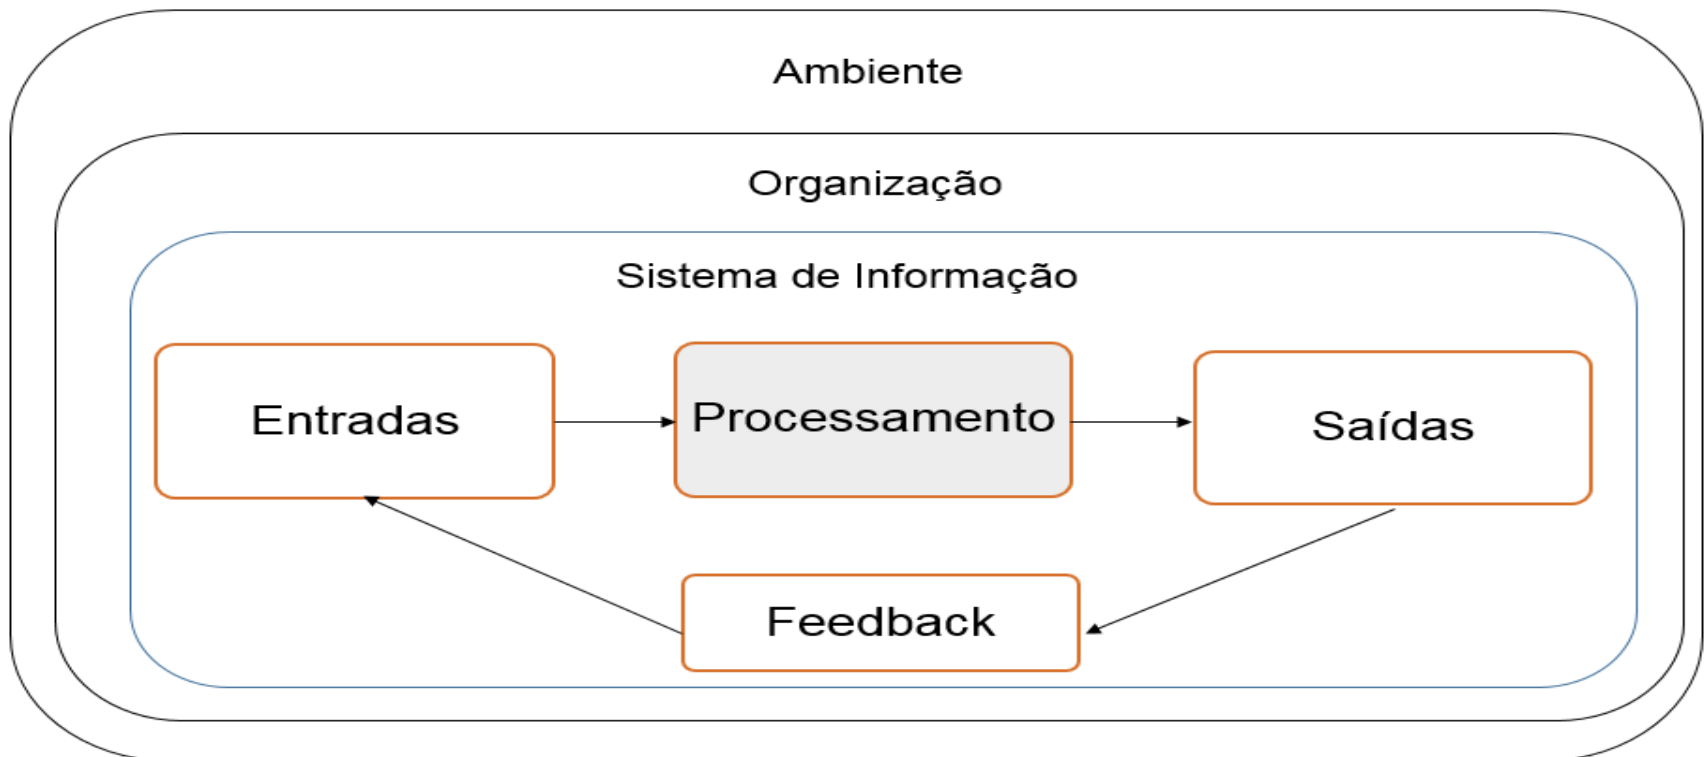 Ambiente
Organização
Sistema de Informação
Entradas
Processamento
Saídas
Feedback